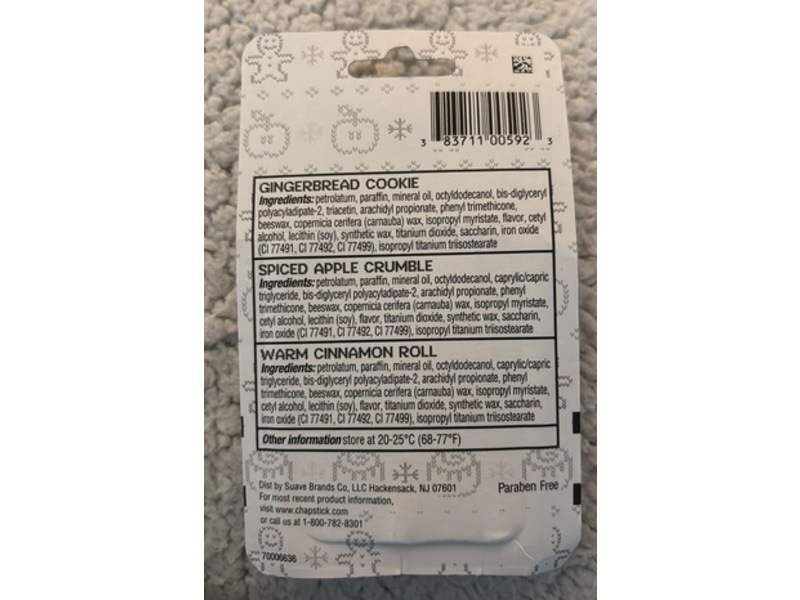 3 83711 00592 3
GINGERBREAD COOKIE
Ingredients: petrolatum, paraffin, mineral oil, octyldodecanol, bis-diglyceryl
polyacyladipate-2, triacetin, arachidyl propionate, phenyl trimethicone,
beeswax, copernicia cerifera (carnauba) wax, isopropyl myristate, flavor, cetyl
alcohol, lecithin (soy), synthetic wax, titanium dioxide, saccharin, iron oxide
(CI 77491, CI 77492, CI 77499), isopropyl titanium triisostearate
SPICED APPLE CRUMBLE
Ingredients: petrolatum, paraffin, mineral oil, octyldodecanol, caprylic/capric
triglyceride, bis-diglyceryl polyacyladipate-2, arachidyl propionate, phenyl
trimethicone, beeswax, copernicia cerifera (carnauba) wax, isopropyl myristate,
cetyl alcohol, lecithin (soy), flavor, titanium dioxide, synthetic wax, saccharin,
iron oxide (CI 77491, CI 77492, CI 77499), isopropyl titanium triisostearate
WARM CINNAMON ROLL
Ingredients: petrolatum, paraffin, mineral oil, octyldodecanol, caprylic/capric
triglyceride, bis-diglyceryl polyacyladipate-2, arachidyl propionate, phenyl
trimethicone, beeswax, copernicia cerifera (carnauba) wax, isopropyl myristate,
cetyl alcohol, lecithin (soy), flavor, titanium dioxide, synthetic wax, saccharin,
iron oxide (CI 77491, CI 77492, CI 77499), isopropyl titanium triisostearate
Other information store at 20-25°C (68-77°F)
Dist by Suave Brands Co, LLC Hackensack, NJ 07601
Paraben Free
For most recent product information,
visit www.chapstick.com
or call us at 1-800-782-8301
70006636